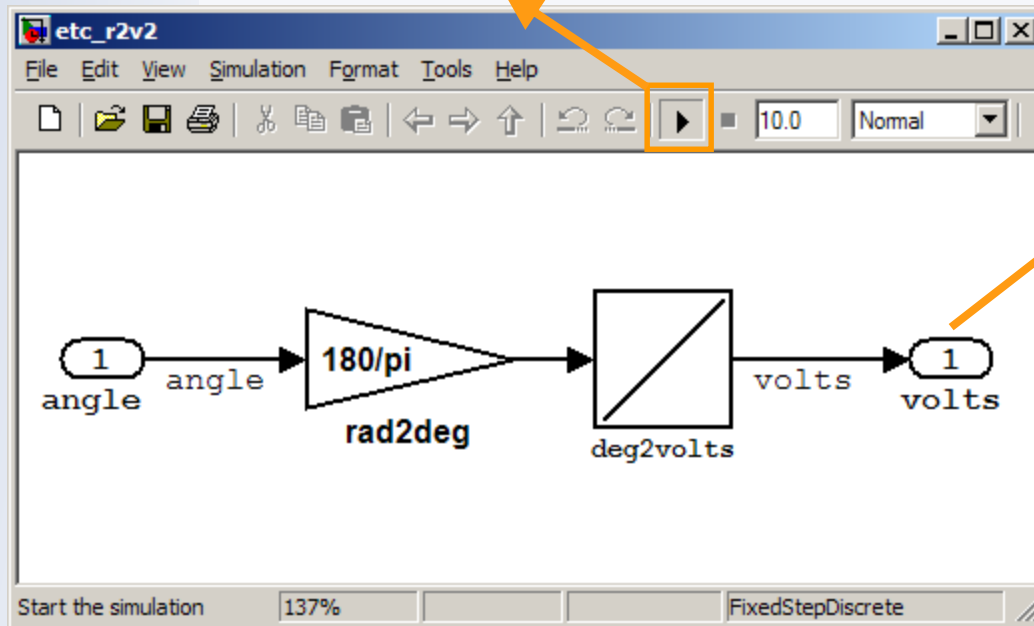 etc_r2v2
File Edit View Simulation Format Tools Help
10.0 Normal
1 angle 180/pi volts 1
angle rad2deg deg2volts volts
Start the simulation 137% FixedStepDiscrete